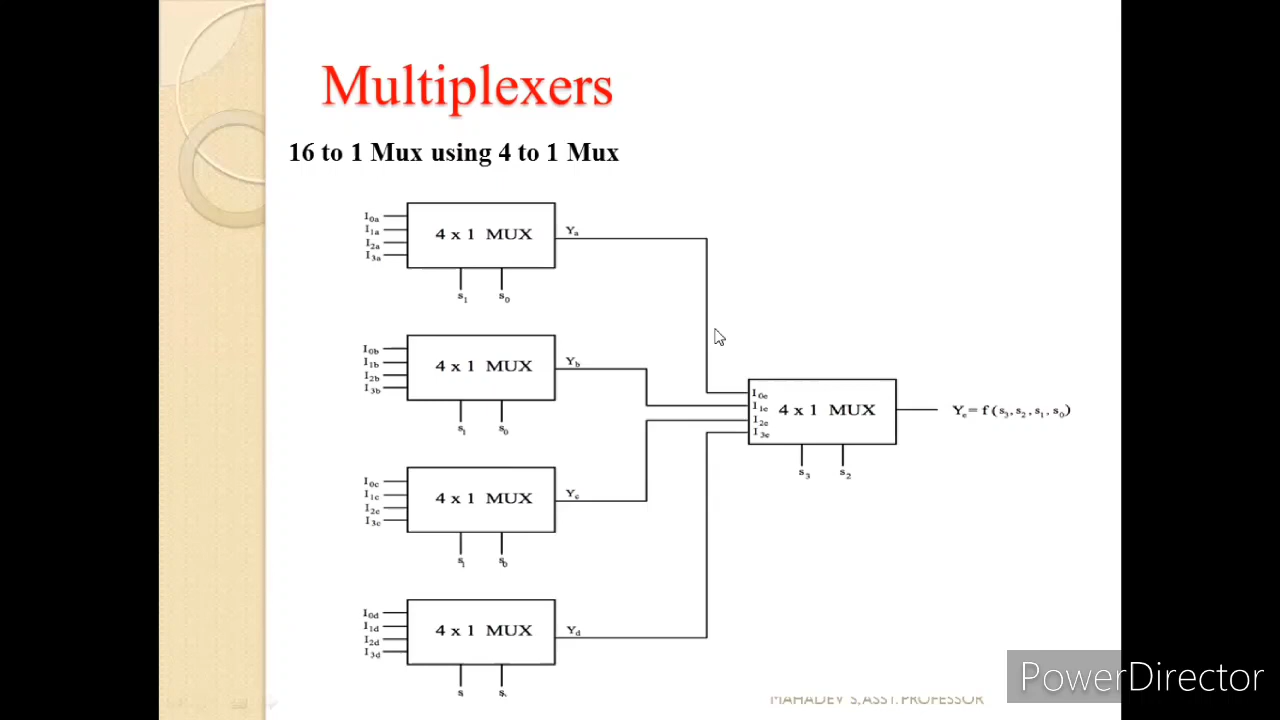 Multiplexers
16 to 1 Mux using 4 to 1 Mux
I0a
I1a
I2a
I3a
4 x 1 MUX
Ya
s1 s0
I0b
I1b
I2b
I3b
4 x 1 MUX
Yb
s1 s0
I0c
I1c
I2c
I3c
4 x 1 MUX
Yc
s1 s0
I0d
I1d
I2d
I3d
4 x 1 MUX
Yd
s s
I0e
I1e
I2e
I3e
4 x 1 MUX
s3 s2
Ye= f (s3, s2, s1, s0)
MAHADEV S, ASST. PROFESSOR
PowerDirector